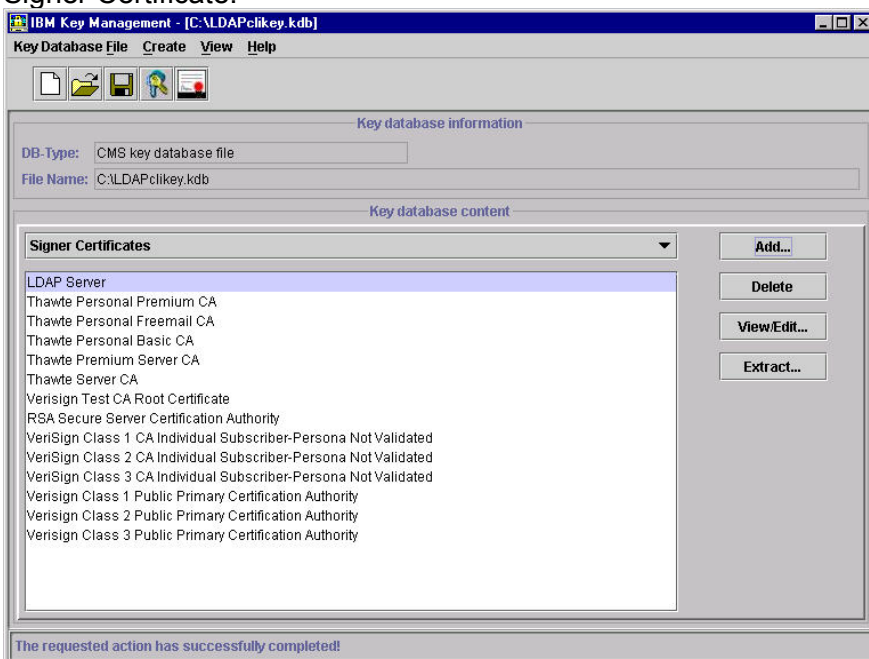 Signer Certificate.
IBM Key Management - [C:\LDAPclikey.kdb]
Key Database File Create View Help
Key database information
DB-Type: CMS key database file
File Name: C:\LDAPclikey.kdb
Key database content
Signer Certificates
Add...
LDAP Server
Delete
Thawte Personal Premium CA
Thawte Personal Freemail CA
View/Edit...
Thawte Personal Basic CA
Thawte Premium Server CA
Extract...
Thawte Server CA
Verisign Test CA Root Certificate
RSA Secure Server Certification Authority
VeriSign Class 1 CA Individual Subscriber-Persona Not Validated
VeriSign Class 2 CA Individual Subscriber-Persona Not Validated
VeriSign Class 3 CA Individual Subscriber-Persona Not Validated
Verisign Class 1 Public Primary Certification Authority
Verisign Class 2 Public Primary Certification Authority
Verisign Class 3 Public Primary Certification Authority
The requested action has successfully completed!